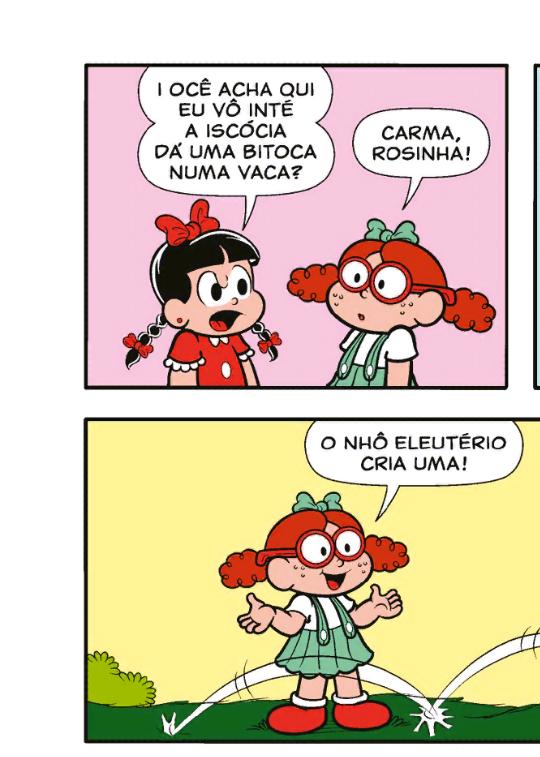 I OCÊ ACHA QUI
EU VÔ INTÉ
A ISCÓCIA
DÁ UMA BITOCA
NUMA VACA?
CARMA,
ROSINHA!
O NHÔ ELEUTÉRIO
CRIA UMA!